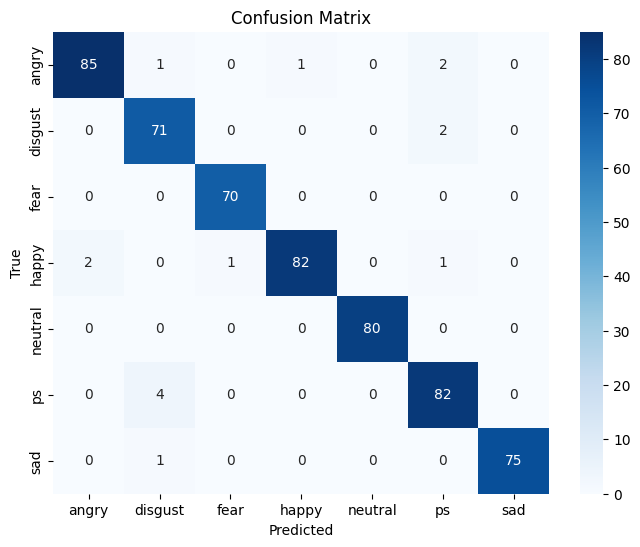 Confusion Matrix
angry 85 1 0 1 0 2 0
disgust 0 71 0 0 0 2 0
fear 0 0 70 0 0 0 0
happy 2 0 1 82 0 1 0
neutral 0 0 0 0 80 0 0
ps 0 4 0 0 0 82 0
sad 0 1 0 0 0 0 75
True
angry disgust fear happy neutral ps sad
Predicted
80
70
60
50
40
30
20
10
0